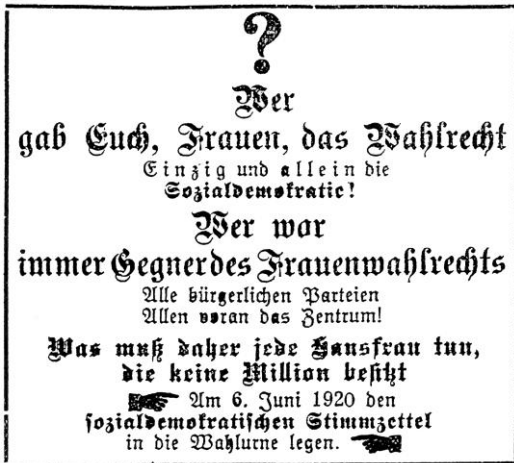 ?
Wer
gab Euch, Frauen, das Wahlrecht
Einzig und allein die
Sozialdemokratie!
Wer war
immer Gegner des Frauenwahlrechts
Alle bürgerlichen Parteien
Allen voran das Zentrum!
Was muß daher jede Hausfrau tun,
die keine Million besitzt
Am 6. Juni 1920 den
sozialdemokratischen Stimmzettel
in die Wahlurne legen.